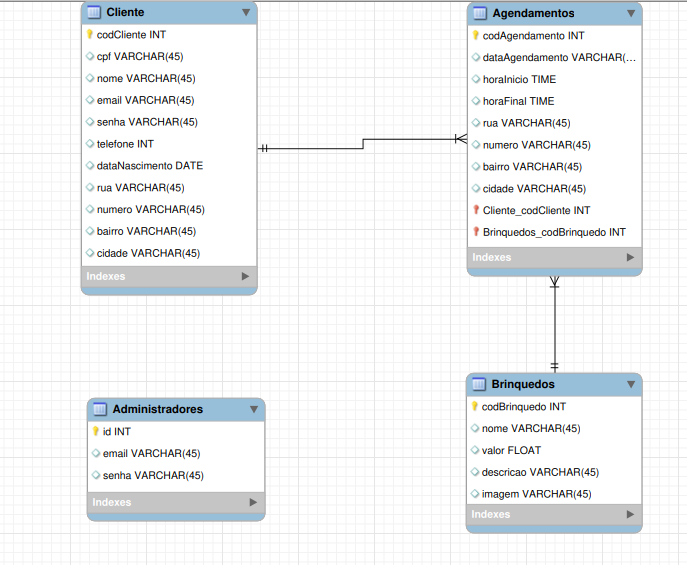 Cliente
codCliente INT
cpf VARCHAR(45)
nome VARCHAR(45)
email VARCHAR(45)
senha VARCHAR(45)
telefone INT
dataNascimento DATE
rua VARCHAR(45)
numero VARCHAR(45)
bairro VARCHAR(45)
cidade VARCHAR(45)
Indexes
Agendamentos
codAgendamento INT
dataAgendamento VARCHAR(...
horaInicio TIME
horaFinal TIME
rua VARCHAR(45)
numero VARCHAR(45)
bairro VARCHAR(45)
cidade VARCHAR(45)
Cliente_codCliente INT
Brinquedos_codBrinquedo INT
Indexes
Administradores
id INT
email VARCHAR(45)
senha VARCHAR(45)
Indexes
Brinquedos
codBrinquedo INT
nome VARCHAR(45)
valor FLOAT
descricao VARCHAR(45)
imagem VARCHAR(45)
Indexes